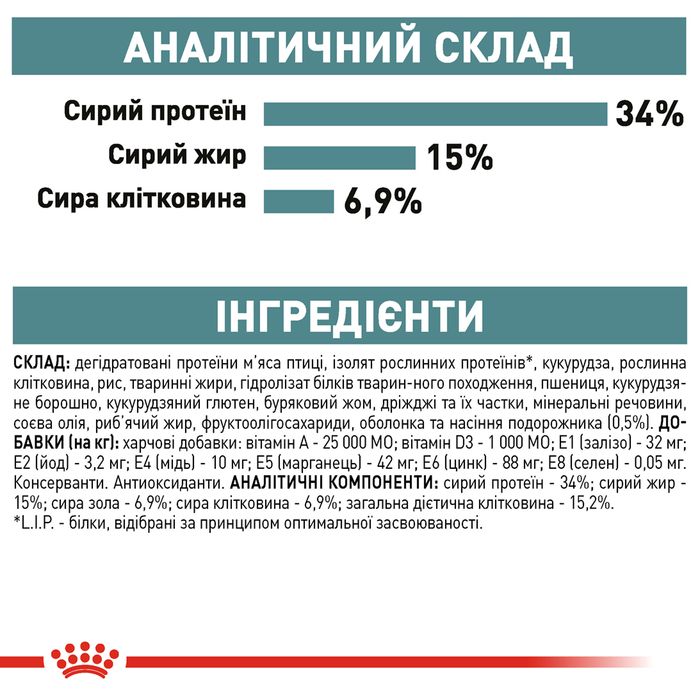 АНАЛІТИЧНИЙ СКЛАД
Сирий протеїн 34%
Сирий жир 15%
Сира клітковина 6,9%
ІНГРЕДІЄНТИ
СКЛАД: дегідратовані протеїни м’яса птиці, ізолят рослинних протеїнів*, кукурудза, рослинна
клітковина, рис, тваринні жири, гідролізат білків тварин-ного походження, пшениця, кукурудзя-
не борошно, кукурудзяний глютен, буряковий жом, дріжджі та їх частки, мінеральні речовини,
соєва олія, риб’ячий жир, фруктоолігосахариди, оболонка та насіння подорожника (0,5%). ДО-
БАВКИ (на кг): харчові добавки: вітамін А - 25 000 МО; вітамін D3 - 1 000 МО; Е1 (залізо) - 32 мг;
Е2 (йод) - 3,2 мг; Е4 (мідь) - 10 мг; Е5 (марганець) - 42 мг; Е6 (цинк) - 88 мг; Е8 (селен) - 0,05 мг.
Консерванти. Антиоксиданти. АНАЛІТИЧНІ КОМПОНЕНТИ: сирий протеїн - 34%; сирий жир -
15%; сира зола - 6,9%; сира клітковина - 6,9%; загальна дієтична клітковина - 15,2%.
*L.I.P. - білки, відібрані за принципом оптимальної засвоюваності.